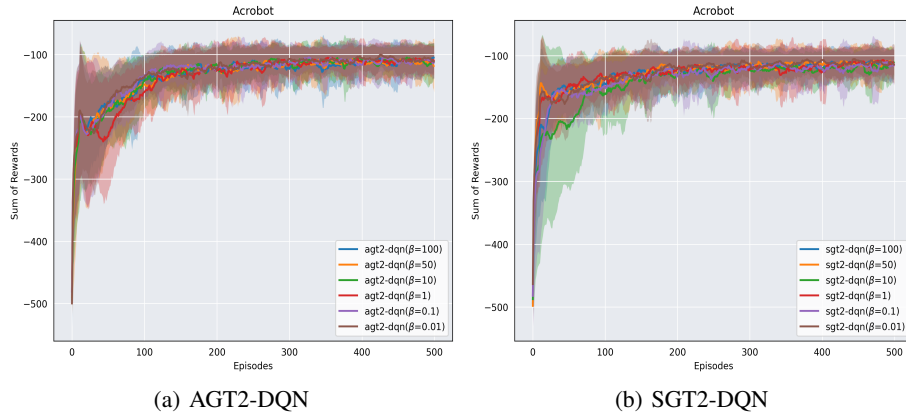 Acrobot
−100
−200
−300
−400
−500
Sum of Rewards
agt2-dqn(β=100)
agt2-dqn(β=50)
agt2-dqn(β=10)
agt2-dqn(β=1)
agt2-dqn(β=0.1)
agt2-dqn(β=0.01)
0 100 200 300 400 500
Episodes
(a) AGT2-DQN
Acrobot
−100
−200
−300
−400
−500
Sum of Rewards
sgt2-dqn(β=100)
sgt2-dqn(β=50)
sgt2-dqn(β=10)
sgt2-dqn(β=1)
sgt2-dqn(β=0.1)
sgt2-dqn(β=0.01)
0 100 200 300 400 500
Episodes
(b) SGT2-DQN